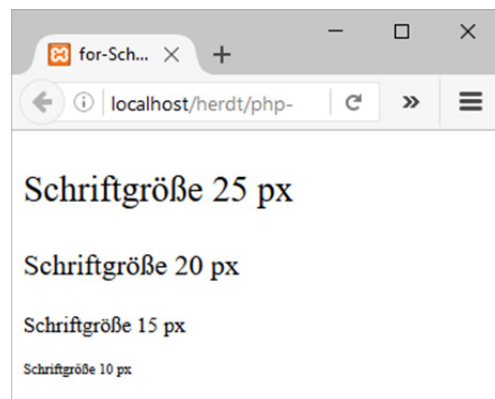 for-Sch...
localhost/herdt/php-
Schriftgröße 25 px
Schriftgröße 20 px
Schriftgröße 15 px
Schriftgröße 10 px